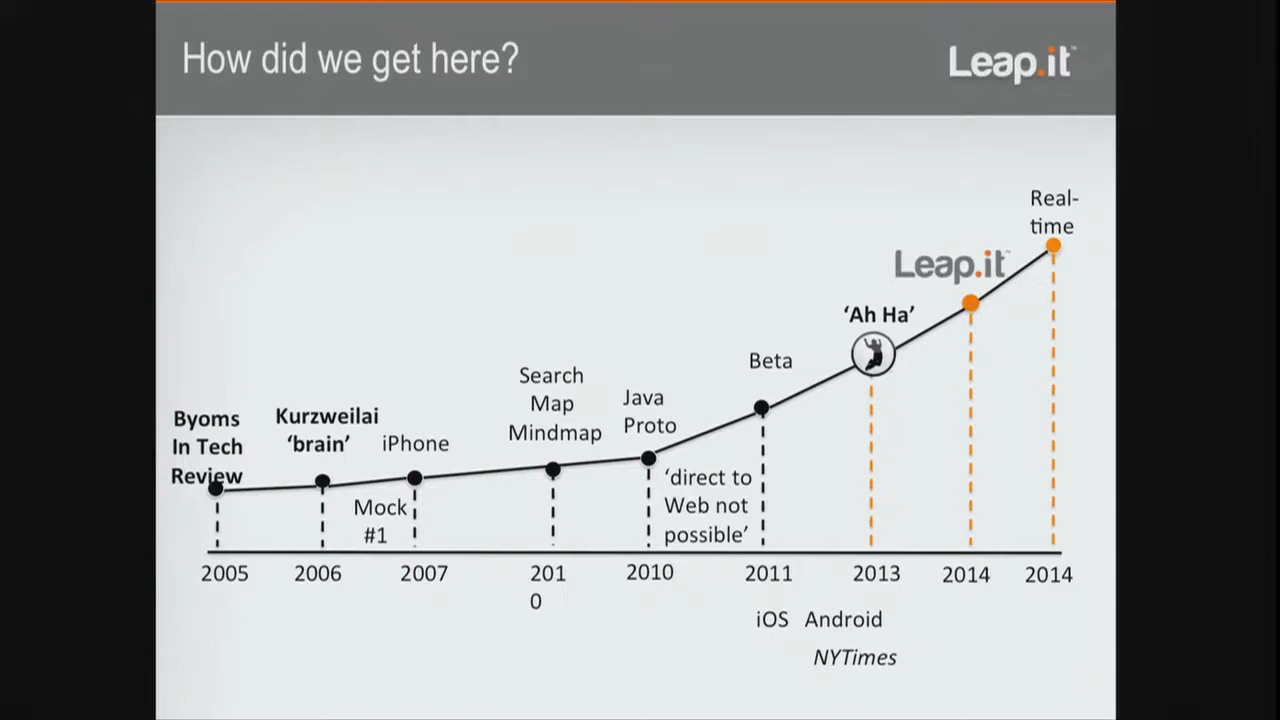 How did we get here?
Leap.it™
Real-
time
Leap.it™
'Ah Ha'
Beta
Search
Map
Mindmap
Java
Proto
Byoms
In Tech
Review
Kurzweilai
'brain'
iPhone
Mock
#1
'direct to
Web not
possible'
2005 2006 2007 201 2010 2011 2013 2014 2014
0
iOS Android
NYTimes